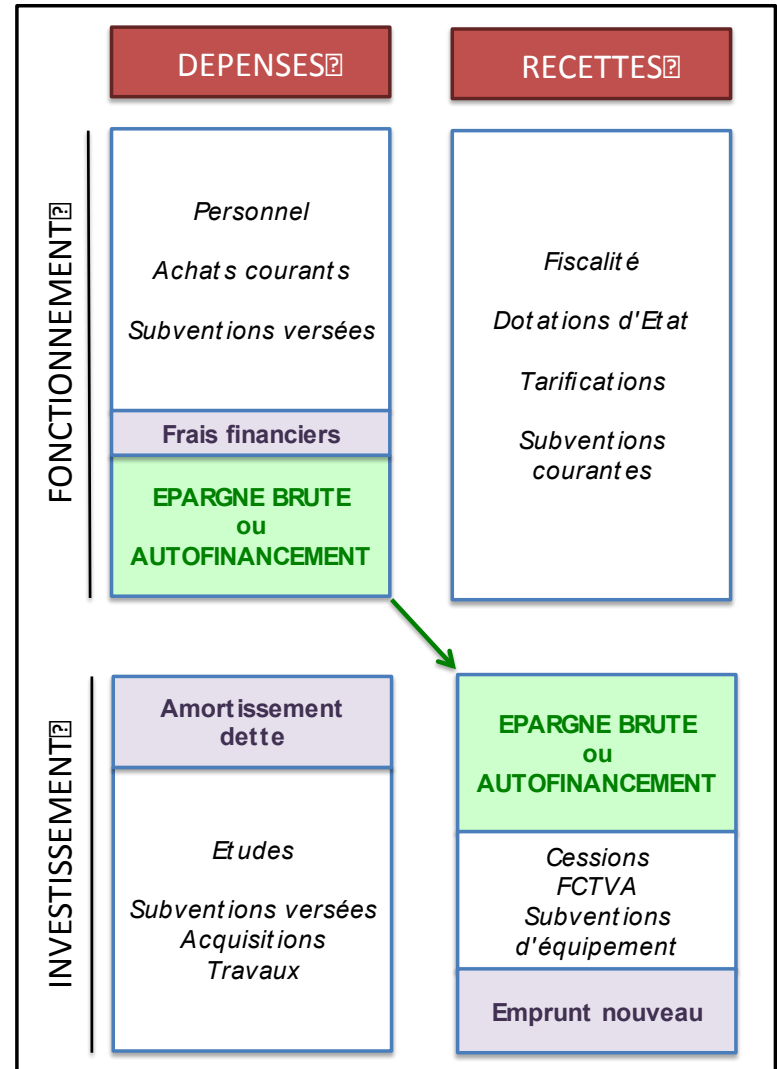 DEPENSES
RECETTES
FONCTIONNEMENT
Personnel
Achats courants
Subventions versées
Frais financiers
EPARGNE BRUTE
ou
AUTOFINANCEMENT
Fiscalité
Dotations d'Etat
Tarifications
Subventions
courantes
INVESTISSEMENT
Amortissement
dette
Etudes
Subventions versées
Acquisitions
Travaux
EPARGNE BRUTE
ou
AUTOFINANCEMENT
Cessions
FCTVA
Subventions
d'équipement
Emprunt nouveau